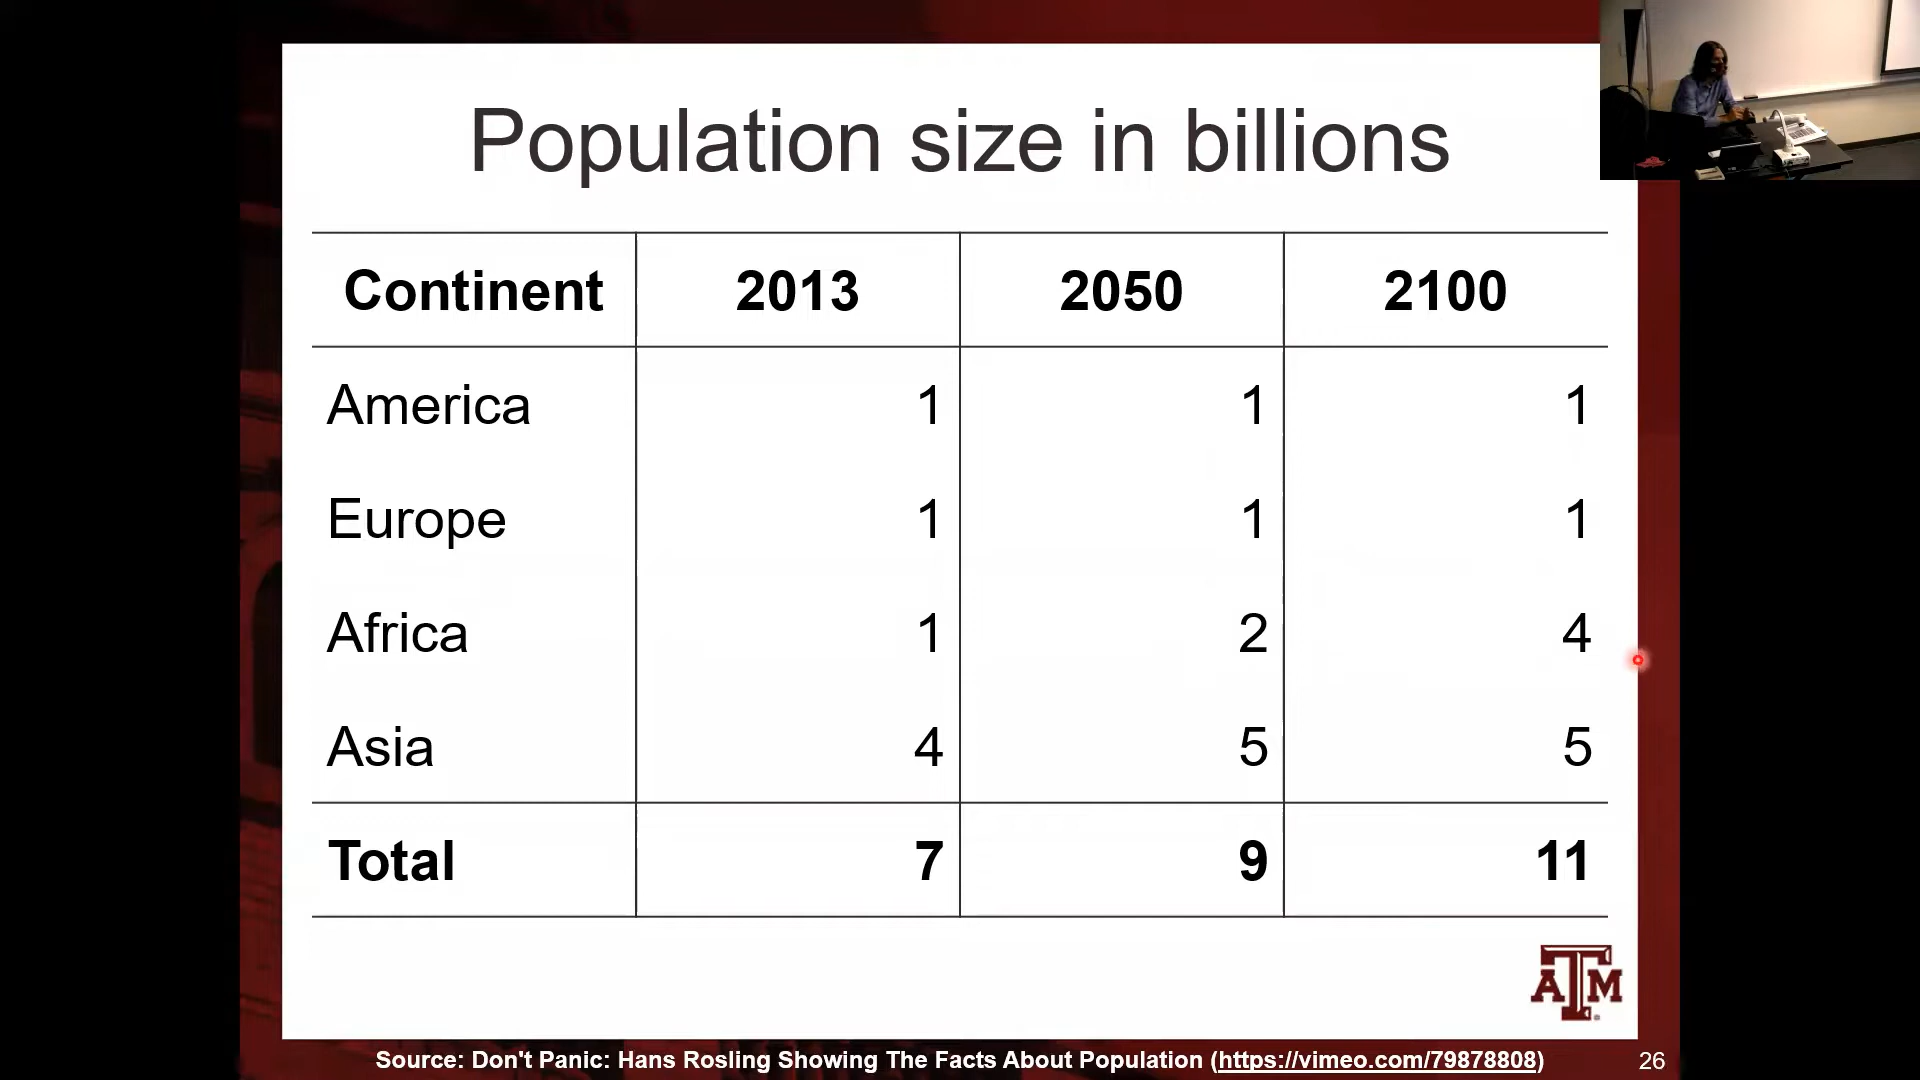 Population size in billions
Continent 2013 2050 2100
America 1 1 1
Europe 1 1 1
Africa 1 2 4
Asia 4 5 5
Total 7 9 11
ATM
Source: Don't Panic: Hans Rosling Showing The Facts About Population (https://vimeo.com/79878808) 26